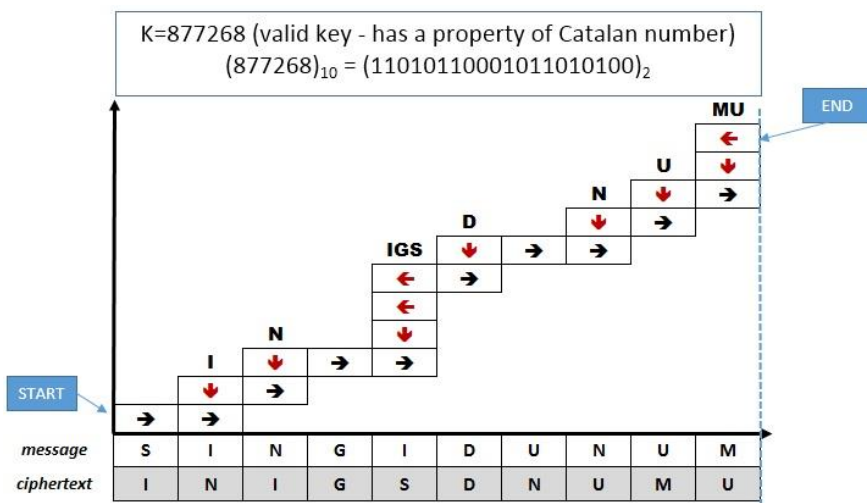 K=877268 (valid key - has a property of Catalan number)
(877268)₁₀ = (11010110001011010100)₂
MU
END
U
N
D
IGS
N
I
START
message S I N G I D U N U M
ciphertext I N I G S D N U M U